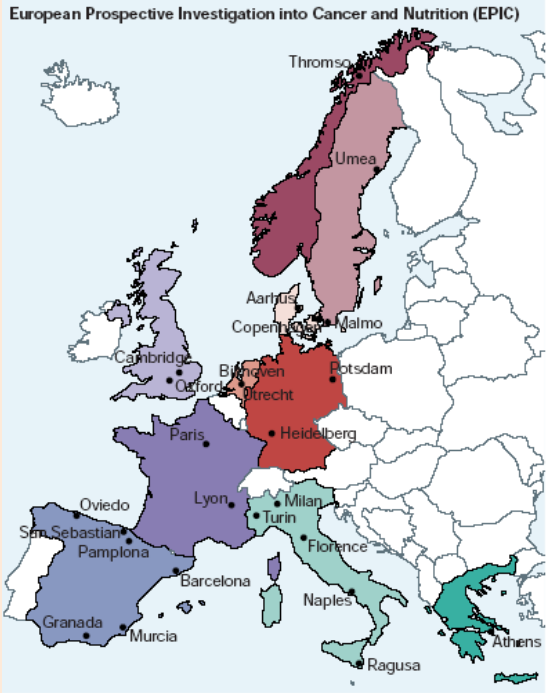 European Prospective Investigation into Cancer and Nutrition (EPIC)
Thromso
Umea
Aarhus
Copenhagen
Malmo
Cambridge
Oxford
Bilthoven
Utrecht
Potsdam
Paris
Heidelberg
Lyon
Milan
Turin
Oviedo
San Sebastian
Pamplona
Florence
Barcelona
Naples
Granada
Murcia
Athens
Ragusa